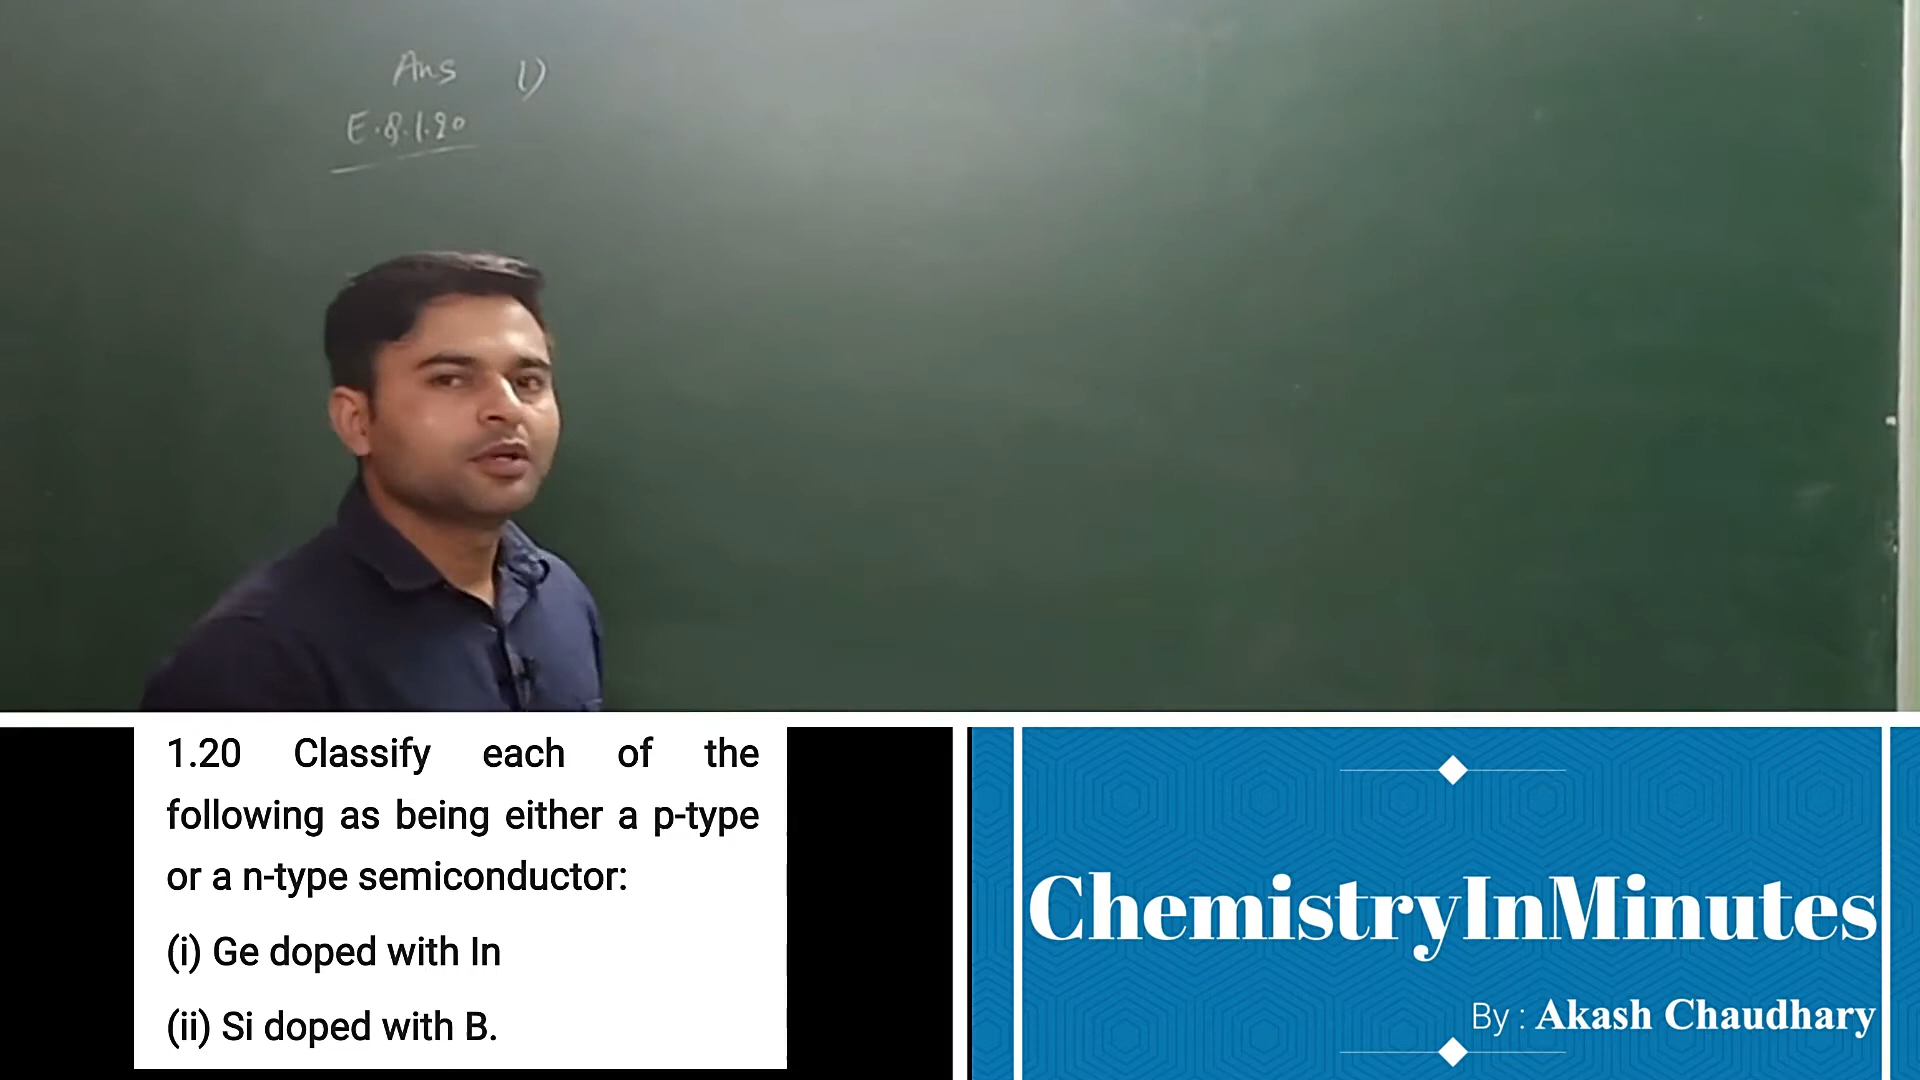 Ans 1)
E.Q.1.20
1.20 Classify each of the
following as being either a p-type
or a n-type semiconductor:
(i) Ge doped with In
(ii) Si doped with B.
ChemistryInMinutes
By : Akash Chaudhary